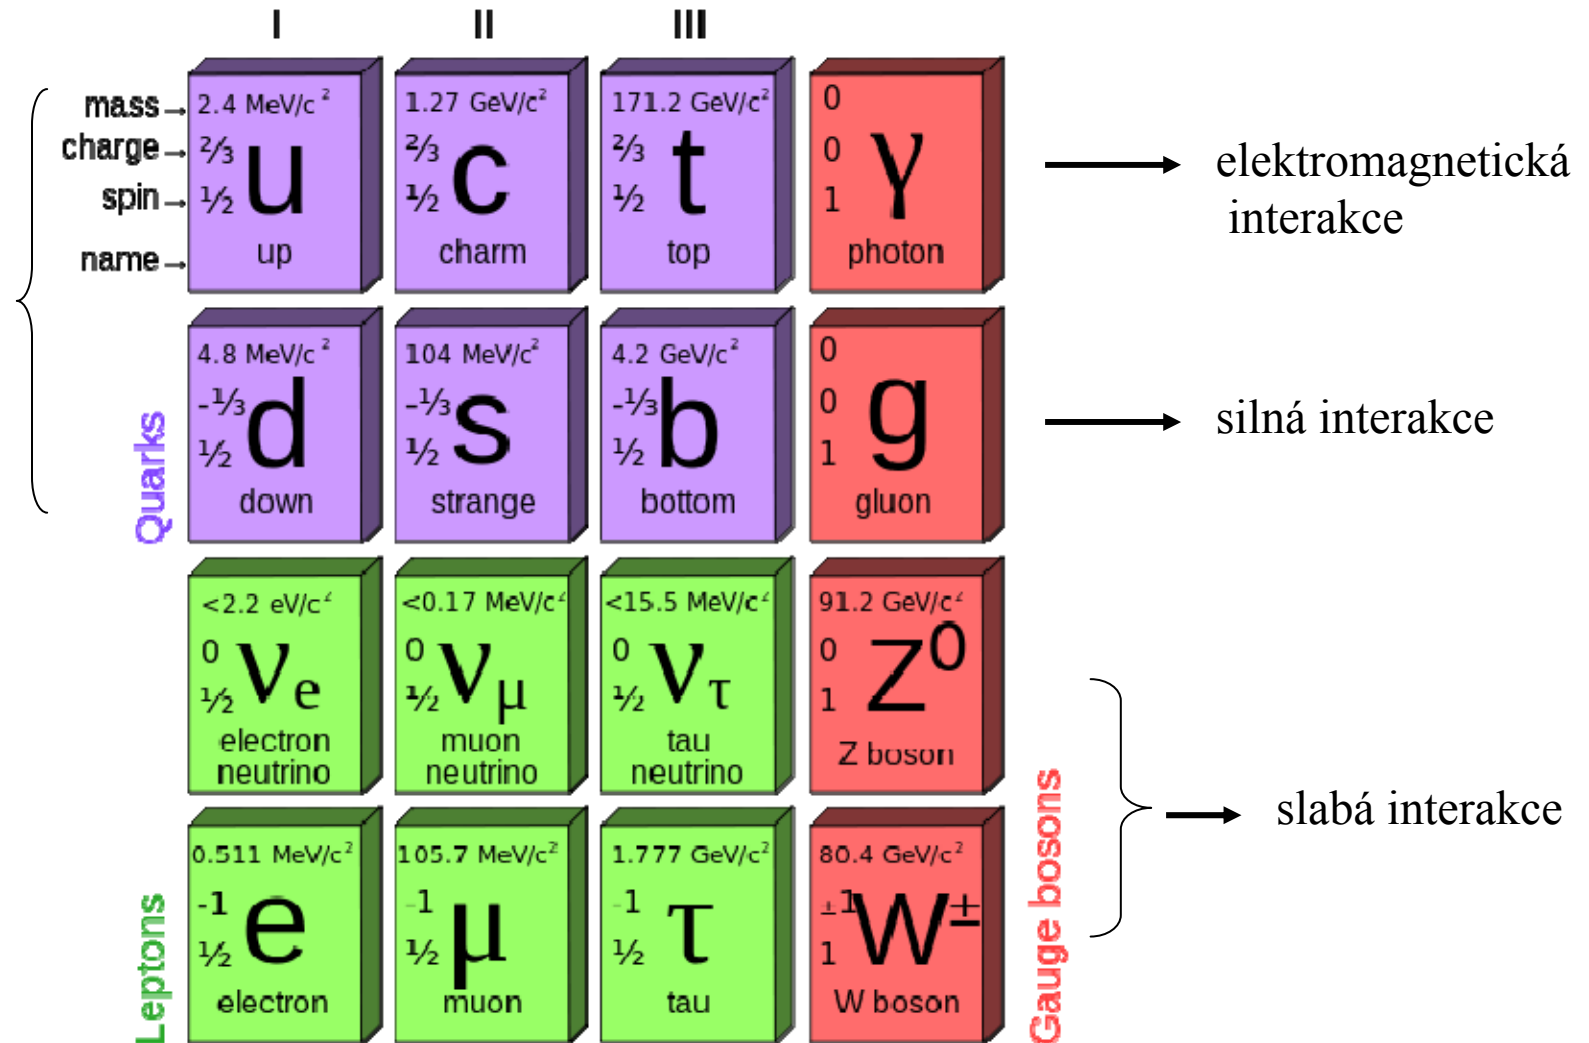 I II III
mass
charge
spin
name
2.4 MeV/c²
⅔
½
u
up
1.27 GeV/c²
⅔
½
c
charm
171.2 GeV/c²
⅔
½
t
top
0
0
1
γ
photon
elektromagnetická
interakce
Quarks
4.8 MeV/c²
-⅓
½
d
down
104 MeV/c²
-⅓
½
s
strange
4.2 GeV/c²
-⅓
½
b
bottom
0
0
1
g
gluon
silná interakce
<2.2 eV/c²
0
½
νe
electron
neutrino
<0.17 MeV/c²
0
½
νμ
muon
neutrino
<15.5 MeV/c²
0
½
ντ
tau
neutrino
91.2 GeV/c²
0
1
Z⁰
Z boson
slabá interakce
Leptons
0.511 MeV/c²
-1
½
e
electron
105.7 MeV/c²
-1
½
μ
muon
1.777 GeV/c²
-1
½
τ
tau
80.4 GeV/c²
±1
1
W±
W boson
Gauge bosons